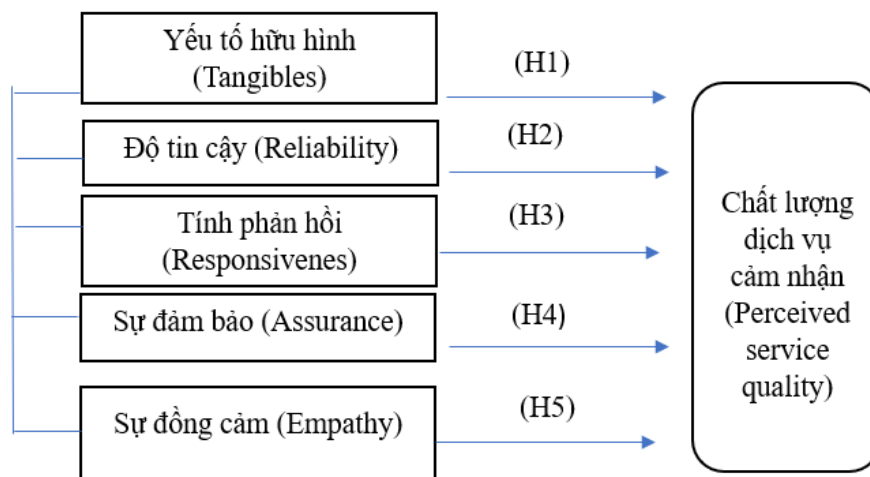 Yếu tố hữu hình
(Tangibles)
(H1)
Độ tin cậy (Reliability)
(H2)
Tính phản hồi
(Responsivenes)
(H3)
Sự đảm bảo (Assurance)
(H4)
Sự đồng cảm (Empathy)
(H5)
Chất lượng
dịch vụ
cảm nhận
(Perceived
service
quality)